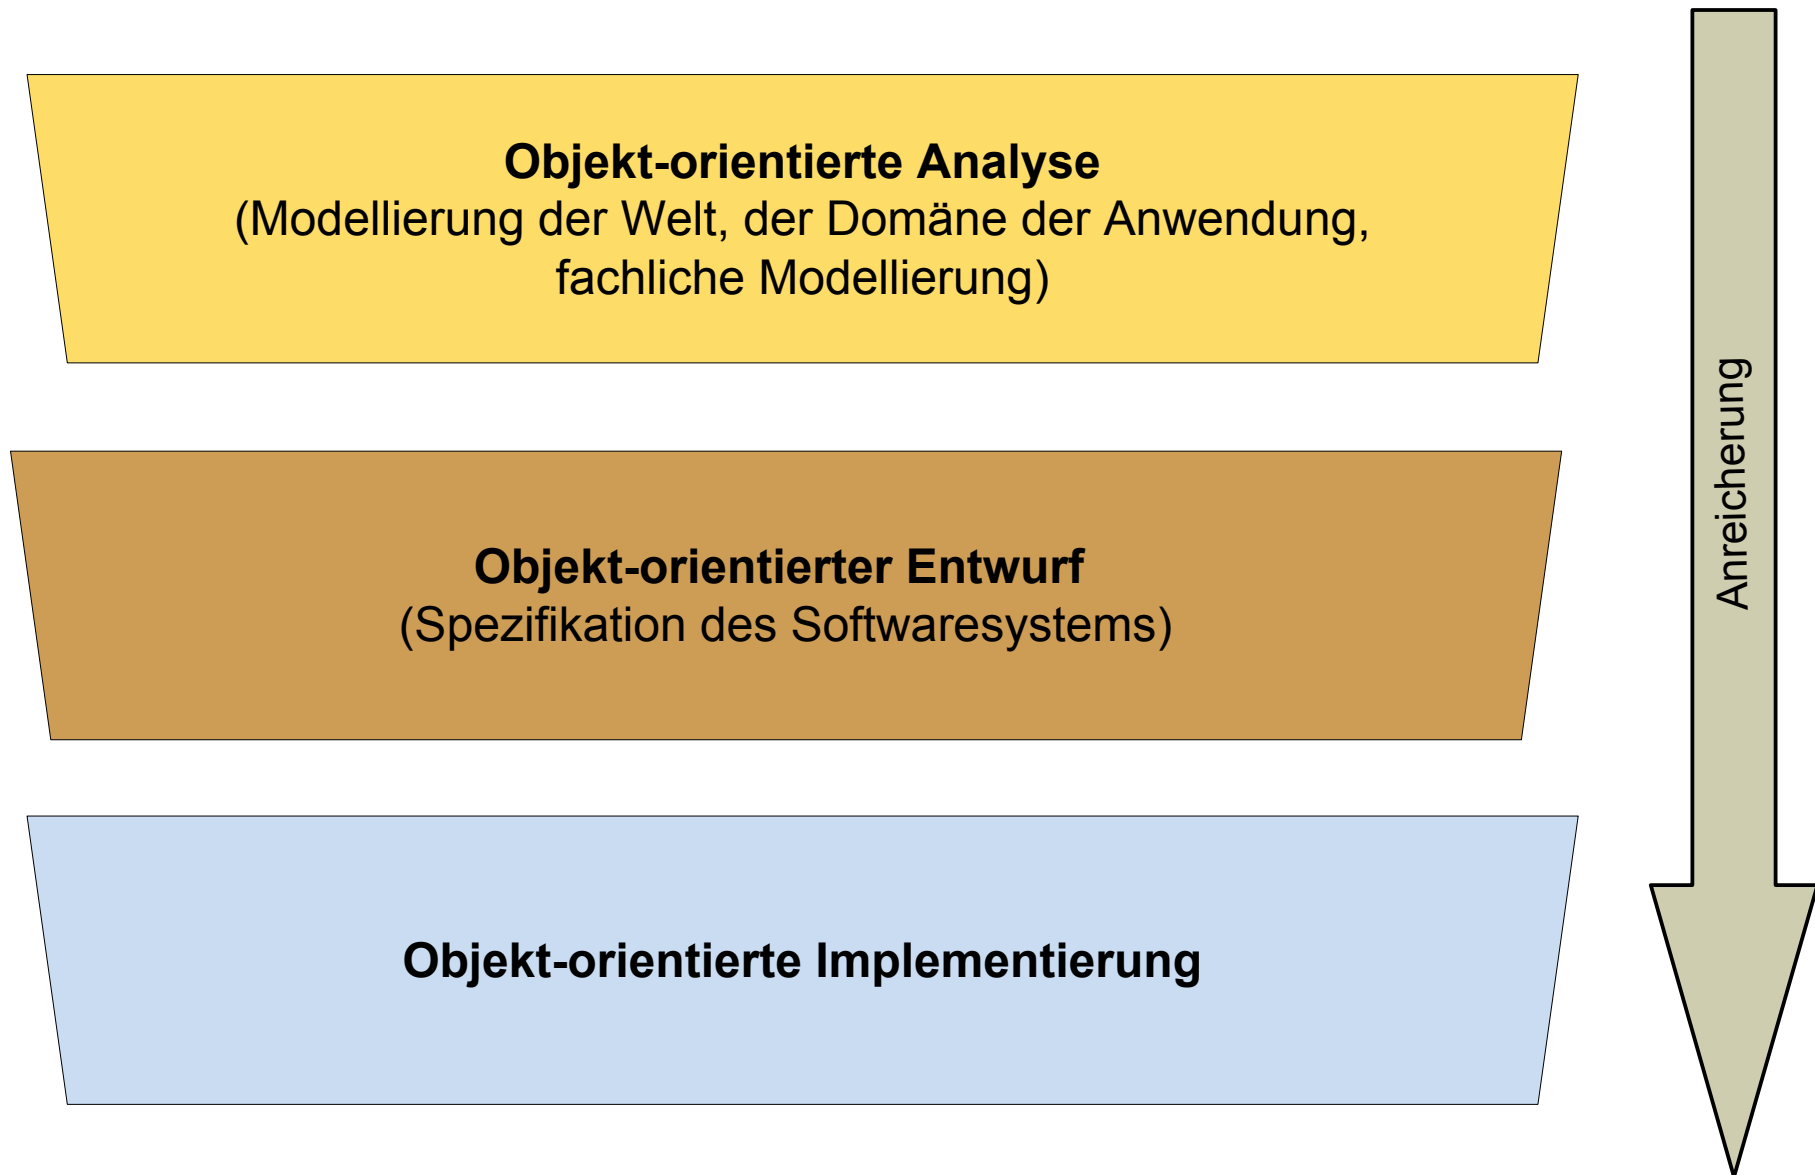 Objekt-orientierte Analyse
(Modellierung der Welt, der Domäne der Anwendung,
fachliche Modellierung)
Objekt-orientierter Entwurf
(Spezifikation des Softwaresystems)
Objekt-orientierte Implementierung
Anreicherung